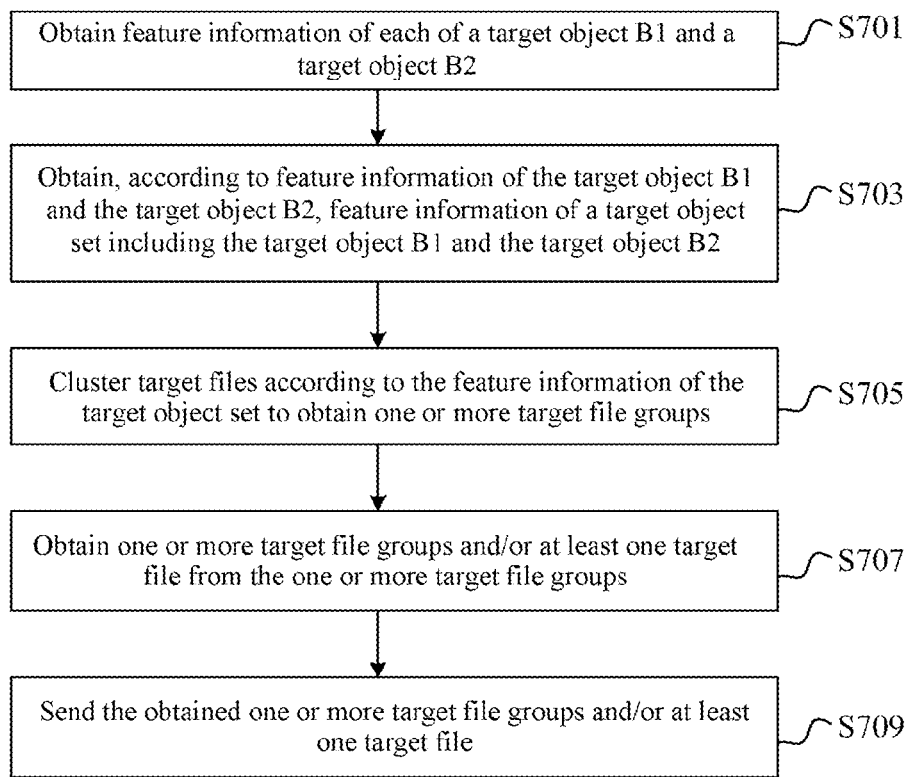 Obtain feature information of each of a target object B1 and a
target object B2
S701
Obtain, according to feature information of the target object B1
and the target object B2, feature information of a target object
set including the target object B1 and the target object B2
S703
Cluster target files according to the feature information of the
target object set to obtain one or more target file groups
S705
Obtain one or more target file groups and/or at least one target
file from the one or more target file groups
S707
Send the obtained one or more target file groups and/or at least
one target file
S709